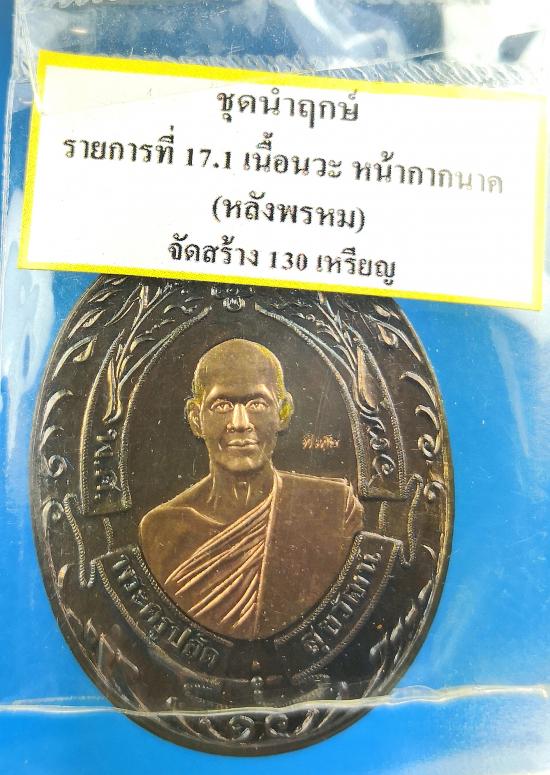 ชุดนำฤกษ์
รายการที่ 17.1 เนื้อนวะ หน้ากากนาค
(หลังพรหม)
จัดสร้าง 130 เหรียญ
พ.ศ.
พระครูปลัด